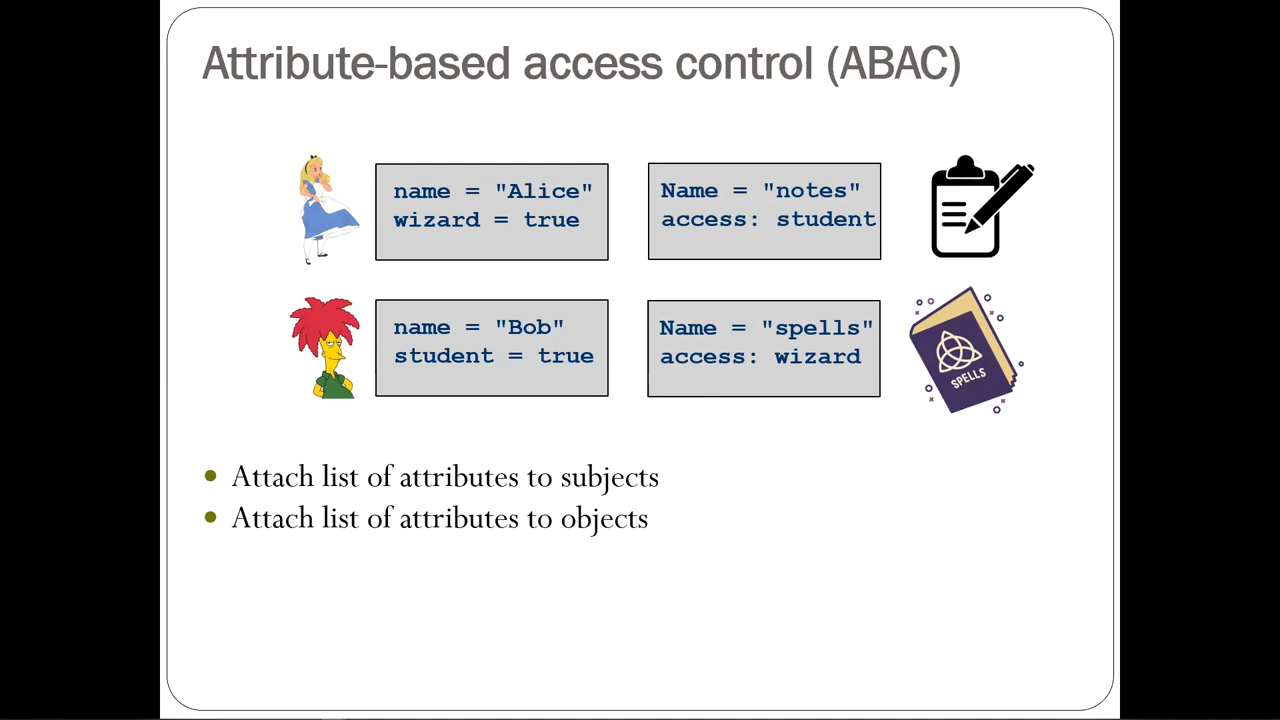 Attribute-based access control (ABAC)
name = "Alice"
wizard = true
Name = "notes"
access: student
name = "Bob"
student = true
Name = "spells"
access: wizard
SPELLS
• Attach list of attributes to subjects
• Attach list of attributes to objects